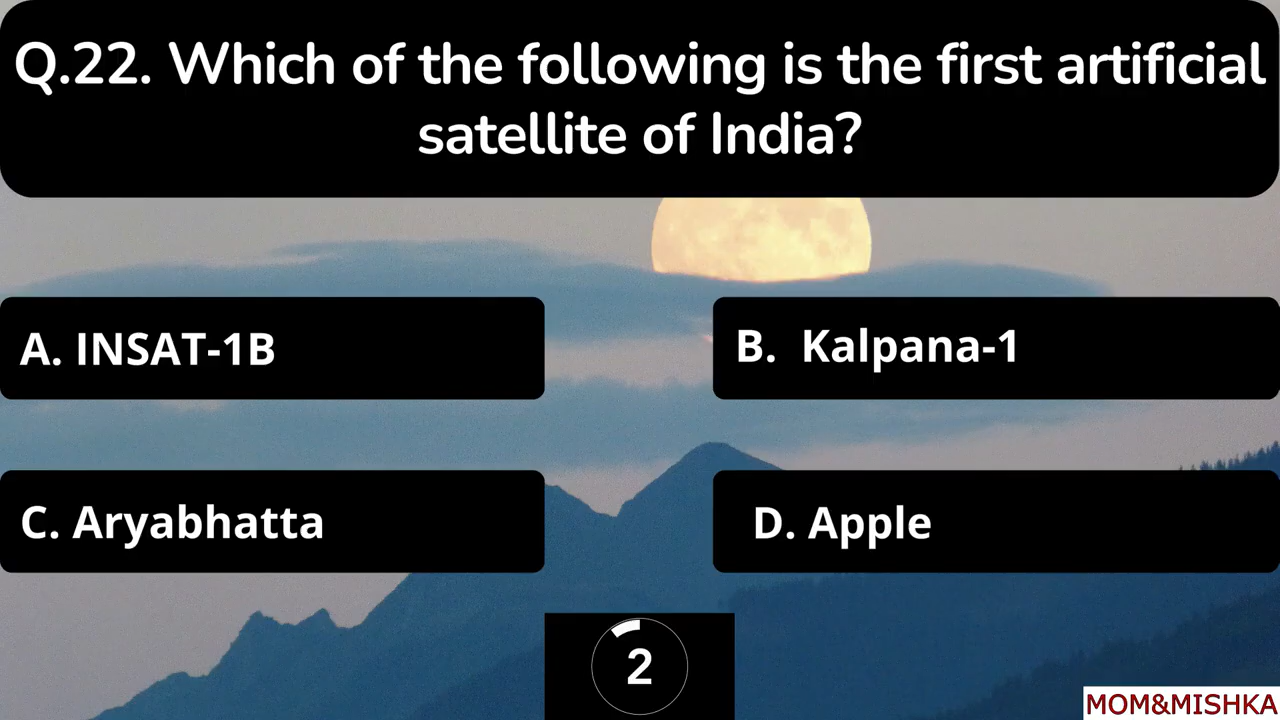 Q.22. Which of the following is the first artificial
satellite of India?
A. INSAT-1B
B. Kalpana-1
C. Aryabhatta
D. Apple
2
MOM&MISHKA